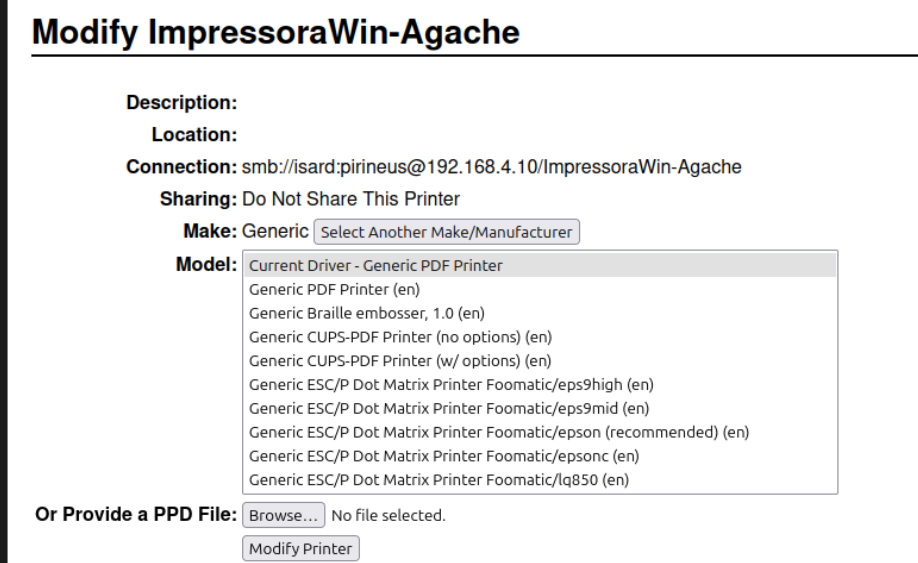 Modify ImpressoraWin-Agache
Description:
Location:
Connection: smb://isard:pirineus@192.168.4.10/ImpressoraWin-Agache
Sharing: Do Not Share This Printer
Make: Generic Select Another Make/Manufacturer
Model: Current Driver - Generic PDF Printer
Generic PDF Printer (en)
Generic Braille embosser, 1.0 (en)
Generic CUPS-PDF Printer (no options) (en)
Generic CUPS-PDF Printer (w/ options) (en)
Generic ESC/P Dot Matrix Printer Foomatic/eps9high (en)
Generic ESC/P Dot Matrix Printer Foomatic/eps9mid (en)
Generic ESC/P Dot Matrix Printer Foomatic/epson (recommended) (en)
Generic ESC/P Dot Matrix Printer Foomatic/epsonc (en)
Generic ESC/P Dot Matrix Printer Foomatic/lq850 (en)
Or Provide a PPD File: Browse... No file selected.
Modify Printer